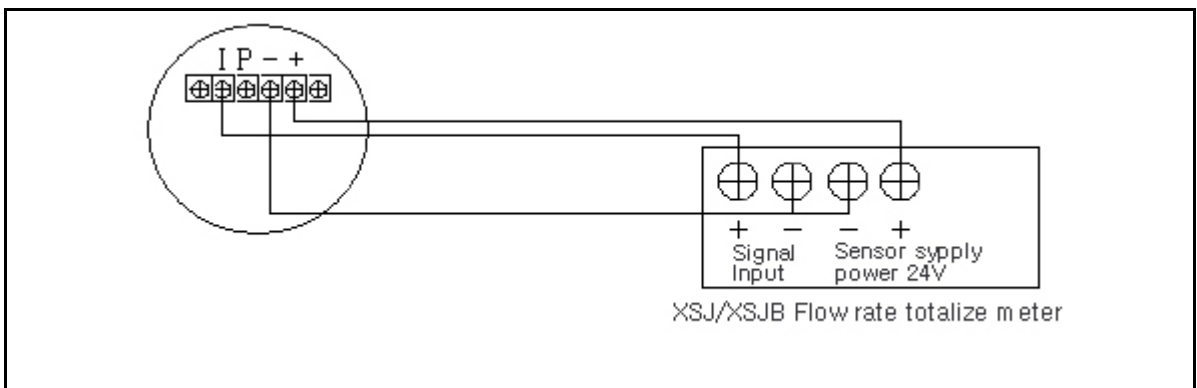 I P - +
+ - - +
Signal Input
Sensor sypply power 24V
XSJ/XSJB Flow rate totalize meter